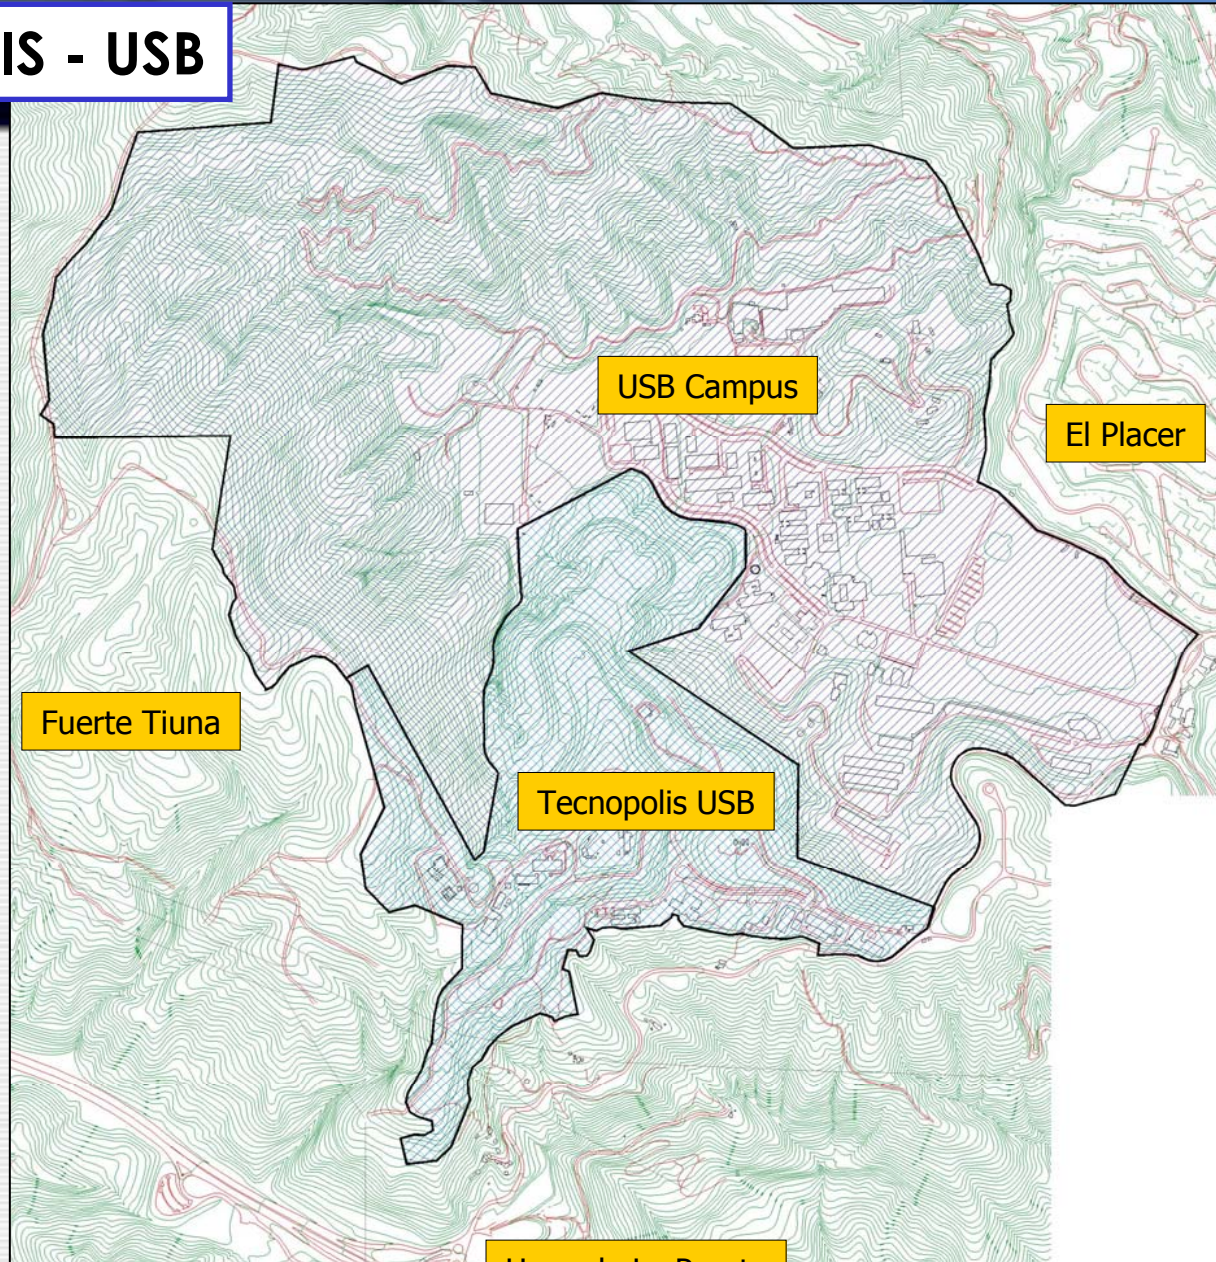 IS - USB
USB Campus
El Placer
Fuerte Tiuna
Tecnopolis USB